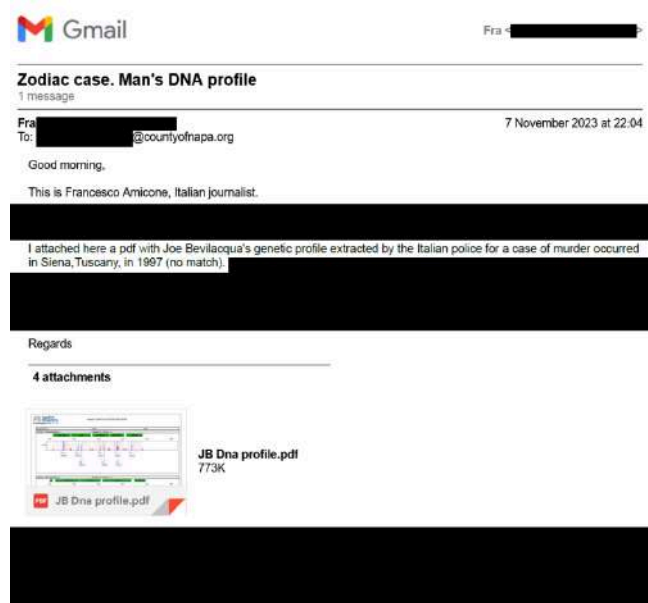 Gmail
Fra <
>
Zodiac case. Man's DNA profile
1 message
Fra
7 November 2023 at 22:04
To:
@countyofnapa.org
Good morning,
This is Francesco Amicone, Italian journalist.
I attached here a pdf with Joe Bevilacqua's genetic profile extracted by the Italian police for a case of murder occurred
in Siena,Tuscany, in 1997 (no match).
Regards
4 attachments
JB Dna profile.pdf
773K
PDF
JB Dna profile.pdf